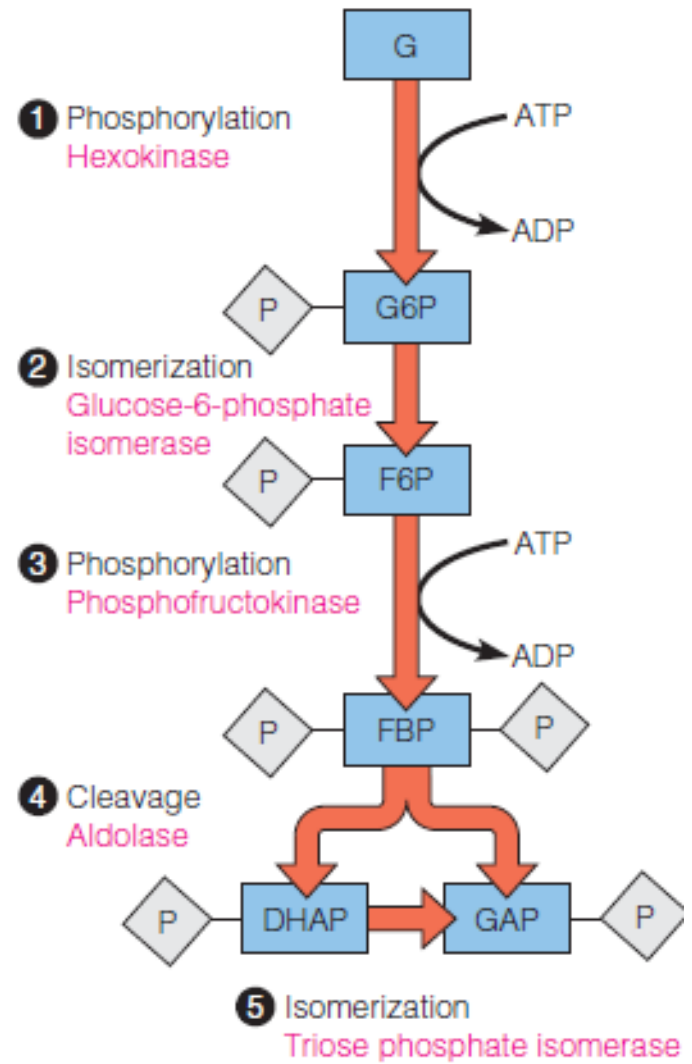 G
1 Phosphorylation
Hexokinase
ATP
ADP
P
G6P
2 Isomerization
Glucose-6-phosphate
isomerase
P
F6P
3 Phosphorylation
Phosphofructokinase
ATP
ADP
P
FBP
P
4 Cleavage
Aldolase
P
DHAP
GAP
P
5 Isomerization
Triose phosphate isomerase